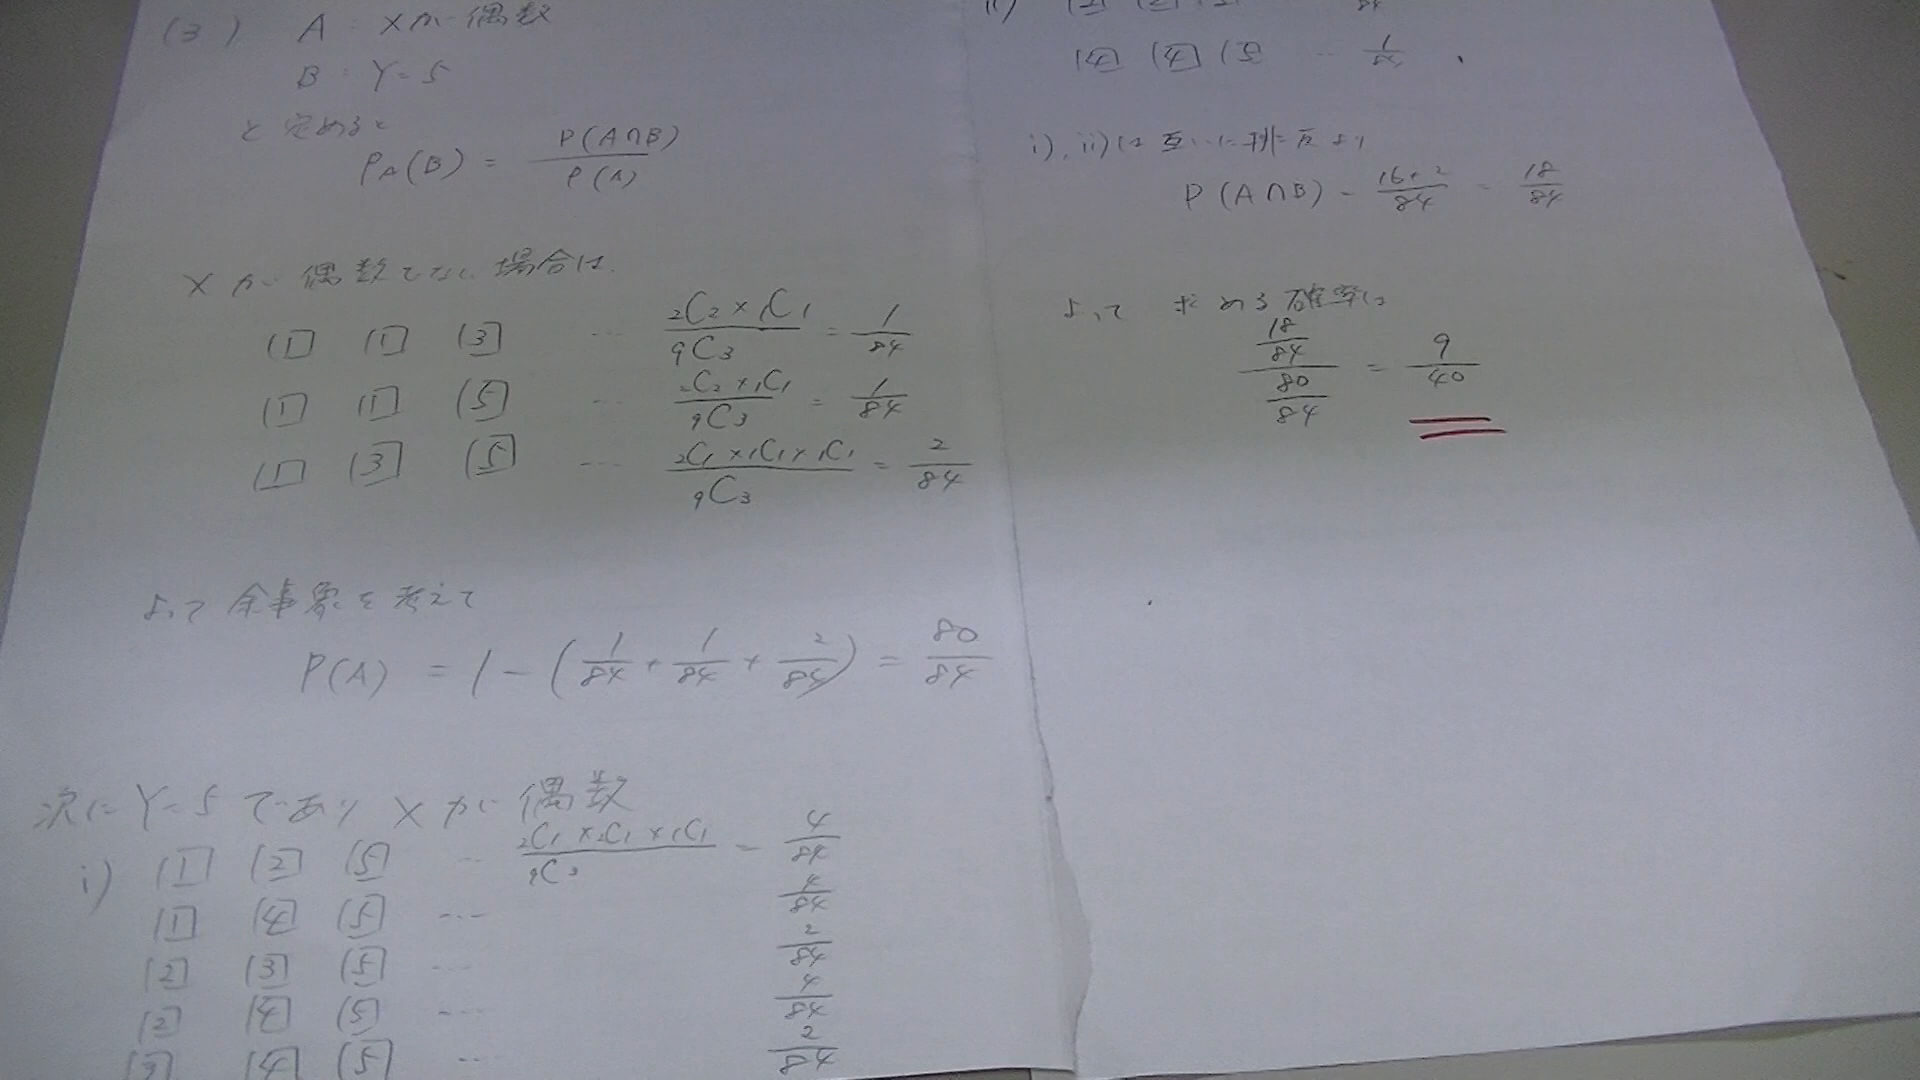 (3) A Xが偶数
B : Y=5
と定めると
P_A(B) = P(A∩B)/P(A)
Xが偶数でない場合は
[1] [1] [3] … ₂C₂×₁C₁/₉C₃ = 1/84
[1] [1] [5] … ₂C₂×₁C₁/₉C₃ = 1/84
[1] [3] [5] … ₂C₁×₁C₁×₁C₁/₉C₃ = 2/84
よって余事象を考えて
P(A) = 1-(1/84+1/84+2/84) = 80/84
次にY=5でありXが偶数
i) [1] [2] [5] … ₂C₁×₂C₁×₁C₁/₉C₃ = 4/84
[1] [4] [5] … 4/84
[2] [3] [5] … 2/84
[2] [4] [5] … 4/84
[3] [4] [5] … 2/84
ii) [2] [2]
[4] [4] [5] … 1/84
i), ii)は互いに排反より
P(A∩B) = 16+2/84 = 18/84
よって 求める確率は
18/84 / 80/84 = 9/40